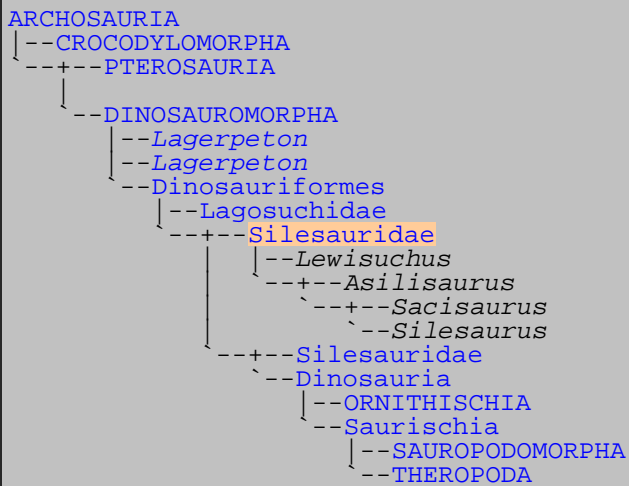 ARCHOSAURIA
|--CROCODYLOMORPHA
`--+--PTEROSAURIA
   |
   `--DINOSAUROMORPHA
      |--Lagerpeton
      |--Lagerpeton
      `--Dinosauriformes
         |--Lagosuchidae
         `--+--Silesauridae
            |  |--Lewisuchus
            |  `--+--Asilisaurus
            |     `--+--Sacisaurus
            |        `--Silesaurus
            `--+--Silesauridae
               `--Dinosauria
                  |--ORNITHISCHIA
                  `--Saurischia
                     |--SAUROPODOMORPHA
                     `--THEROPODA